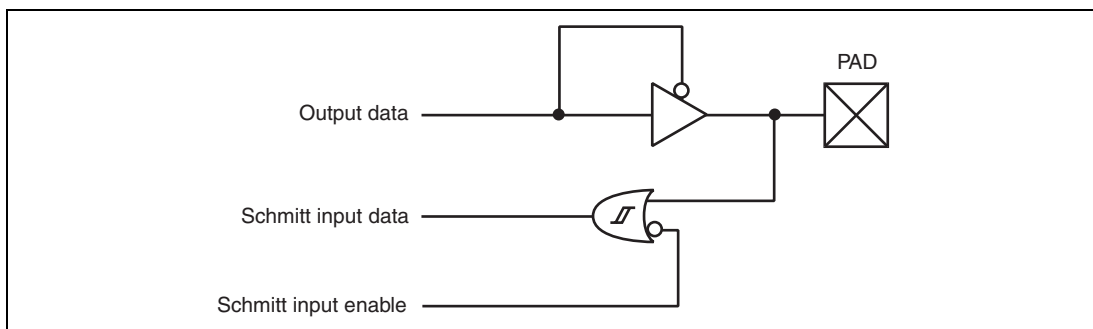 PAD
Output data
Schmitt input data
Schmitt input enable